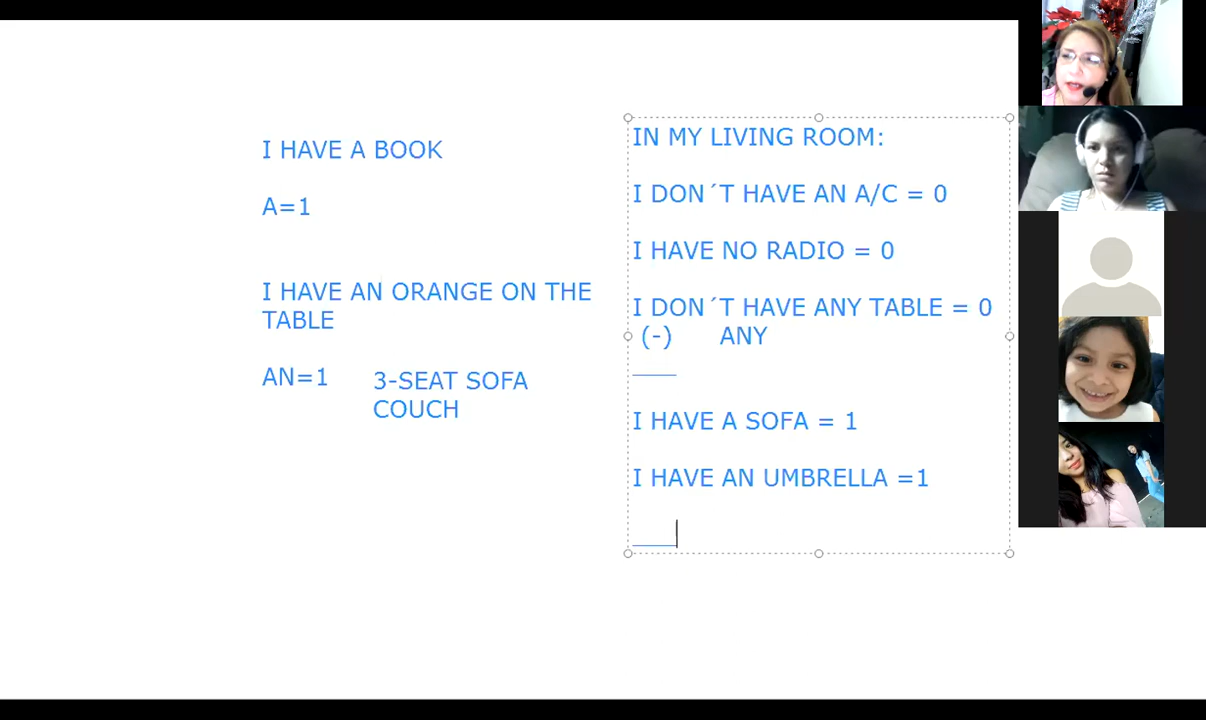 I HAVE A BOOK
A=1
I HAVE AN ORANGE ON THE
TABLE
AN=1
3-SEAT SOFA
COUCH
IN MY LIVING ROOM:
I DON´T HAVE AN A/C = 0
I HAVE NO RADIO = 0
I DON´T HAVE ANY TABLE = 0
(-) ANY
____
I HAVE A SOFA = 1
I HAVE AN UMBRELLA =1
____